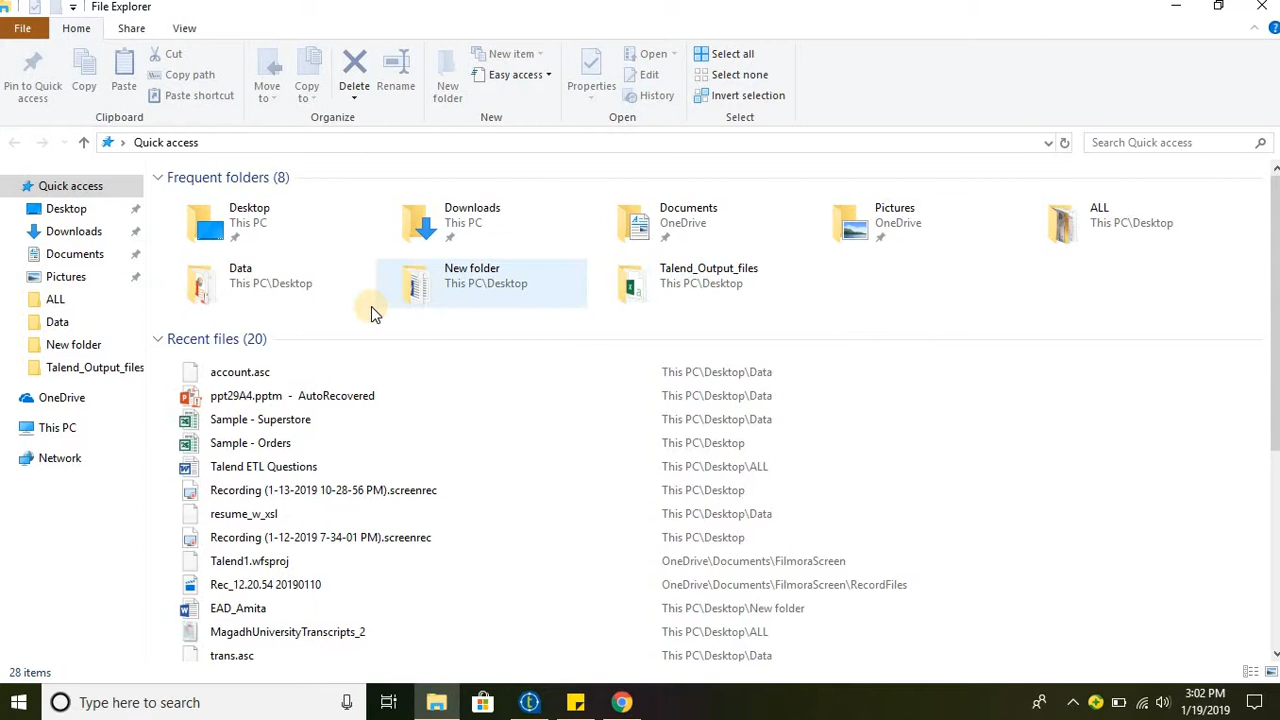 File Explorer
File Home Share View
Pin to Quick access
Copy
Paste
Cut
Copy path
Paste shortcut
Clipboard
Move to
Copy to
Delete
Rename
Organize
New folder
New item
Easy access
New
Properties
Open
Edit
History
Open
Select all
Select none
Invert selection
Select
Quick access
Search Quick access
Quick access
Desktop
Downloads
Documents
Pictures
ALL
Data
New folder
Talend_Output_files
OneDrive
This PC
Network
Frequent folders (8)
Desktop
This PC
Downloads
This PC
Documents
OneDrive
Pictures
OneDrive
ALL
This PC\Desktop
Data
This PC\Desktop
New folder
This PC\Desktop
Talend_Output_files
This PC\Desktop
Recent files (20)
account.asc This PC\Desktop\Data
ppt29A4.pptm - AutoRecovered This PC\Desktop\Data
Sample - Superstore This PC\Desktop\Data
Sample - Orders This PC\Desktop
Talend ETL Questions This PC\Desktop\ALL
Recording (1-13-2019 10-28-56 PM).screenrec This PC\Desktop
resume_w_xsl This PC\Desktop\Data
Recording (1-12-2019 7-34-01 PM).screenrec This PC\Desktop
Talend1.wfsproj OneDrive\Documents\FilmoraScreen
Rec_12.20.54 20190110 OneDrive\Documents\FilmoraScreen\RecordFiles
EAD_Amita This PC\Desktop\New folder
MagadhUniversityTranscripts_2 This PC\Desktop\ALL
trans.asc This PC\Desktop\Data
28 items
Type here to search
3:02 PM
1/19/2019